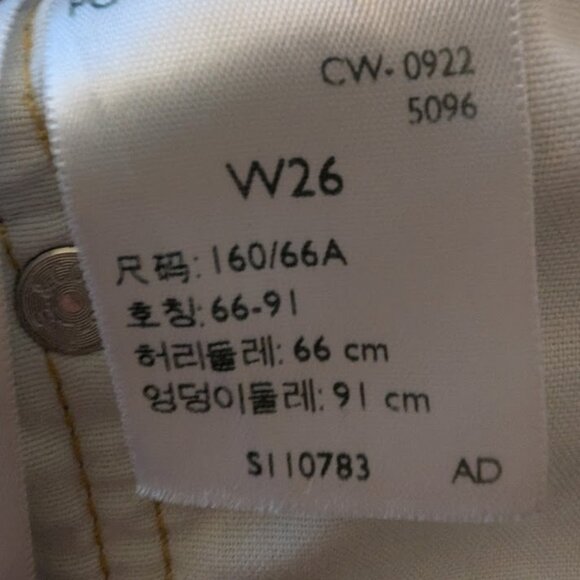 CW-0922
5096
W26
尺码: 160/66A
호칭: 66-91
허리둘레: 66 cm
엉덩이둘레: 91 cm
S110783 AD